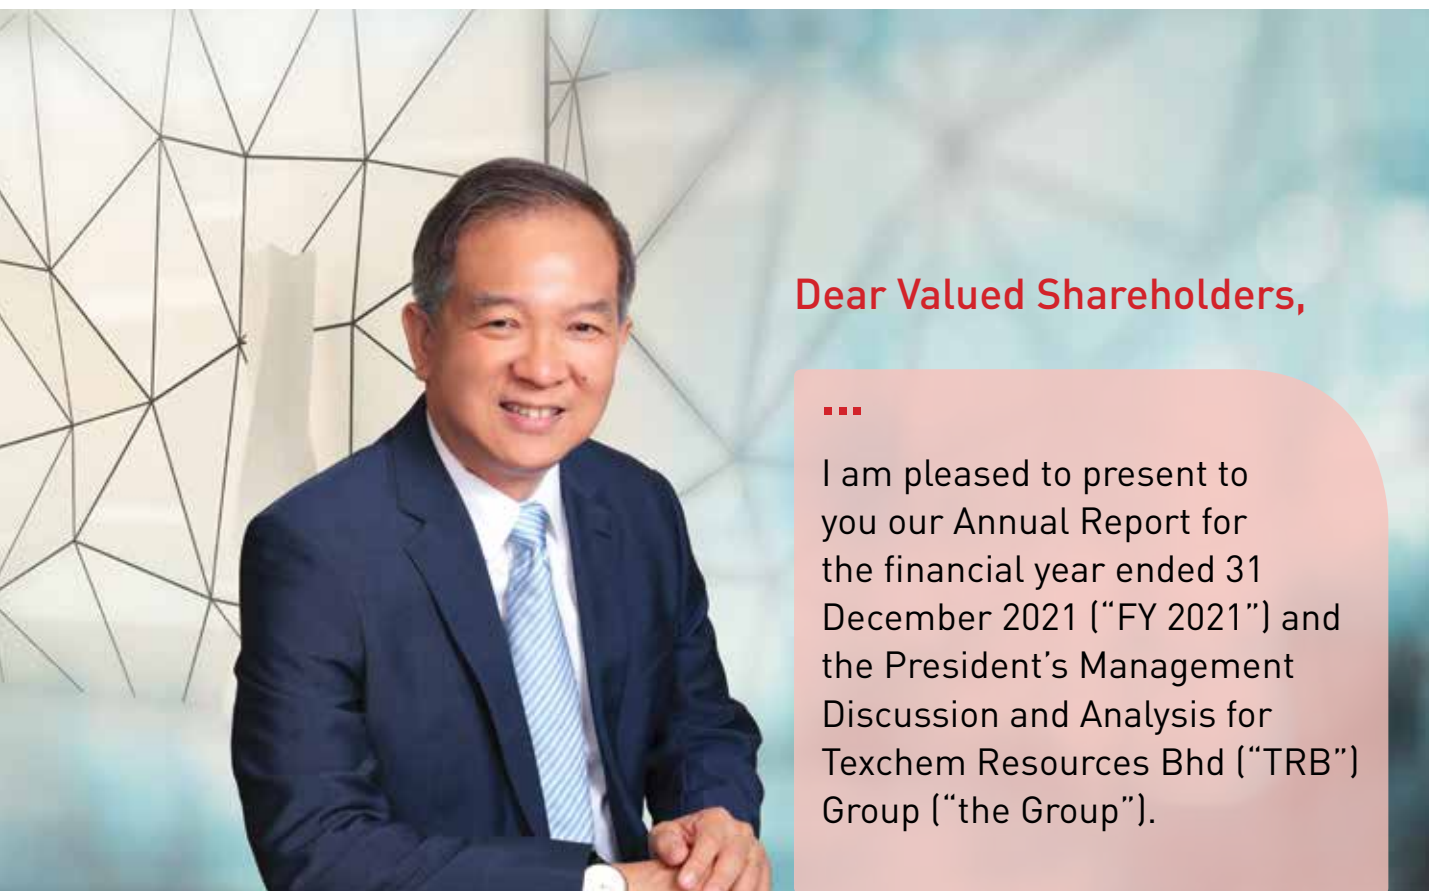 Dear Valued Shareholders,
I am pleased to present to
you our Annual Report for
the financial year ended 31
December 2021 (“FY 2021”) and
the President’s Management
Discussion and Analysis for
Texchem Resources Bhd (“TRB”)
Group (“the Group”).